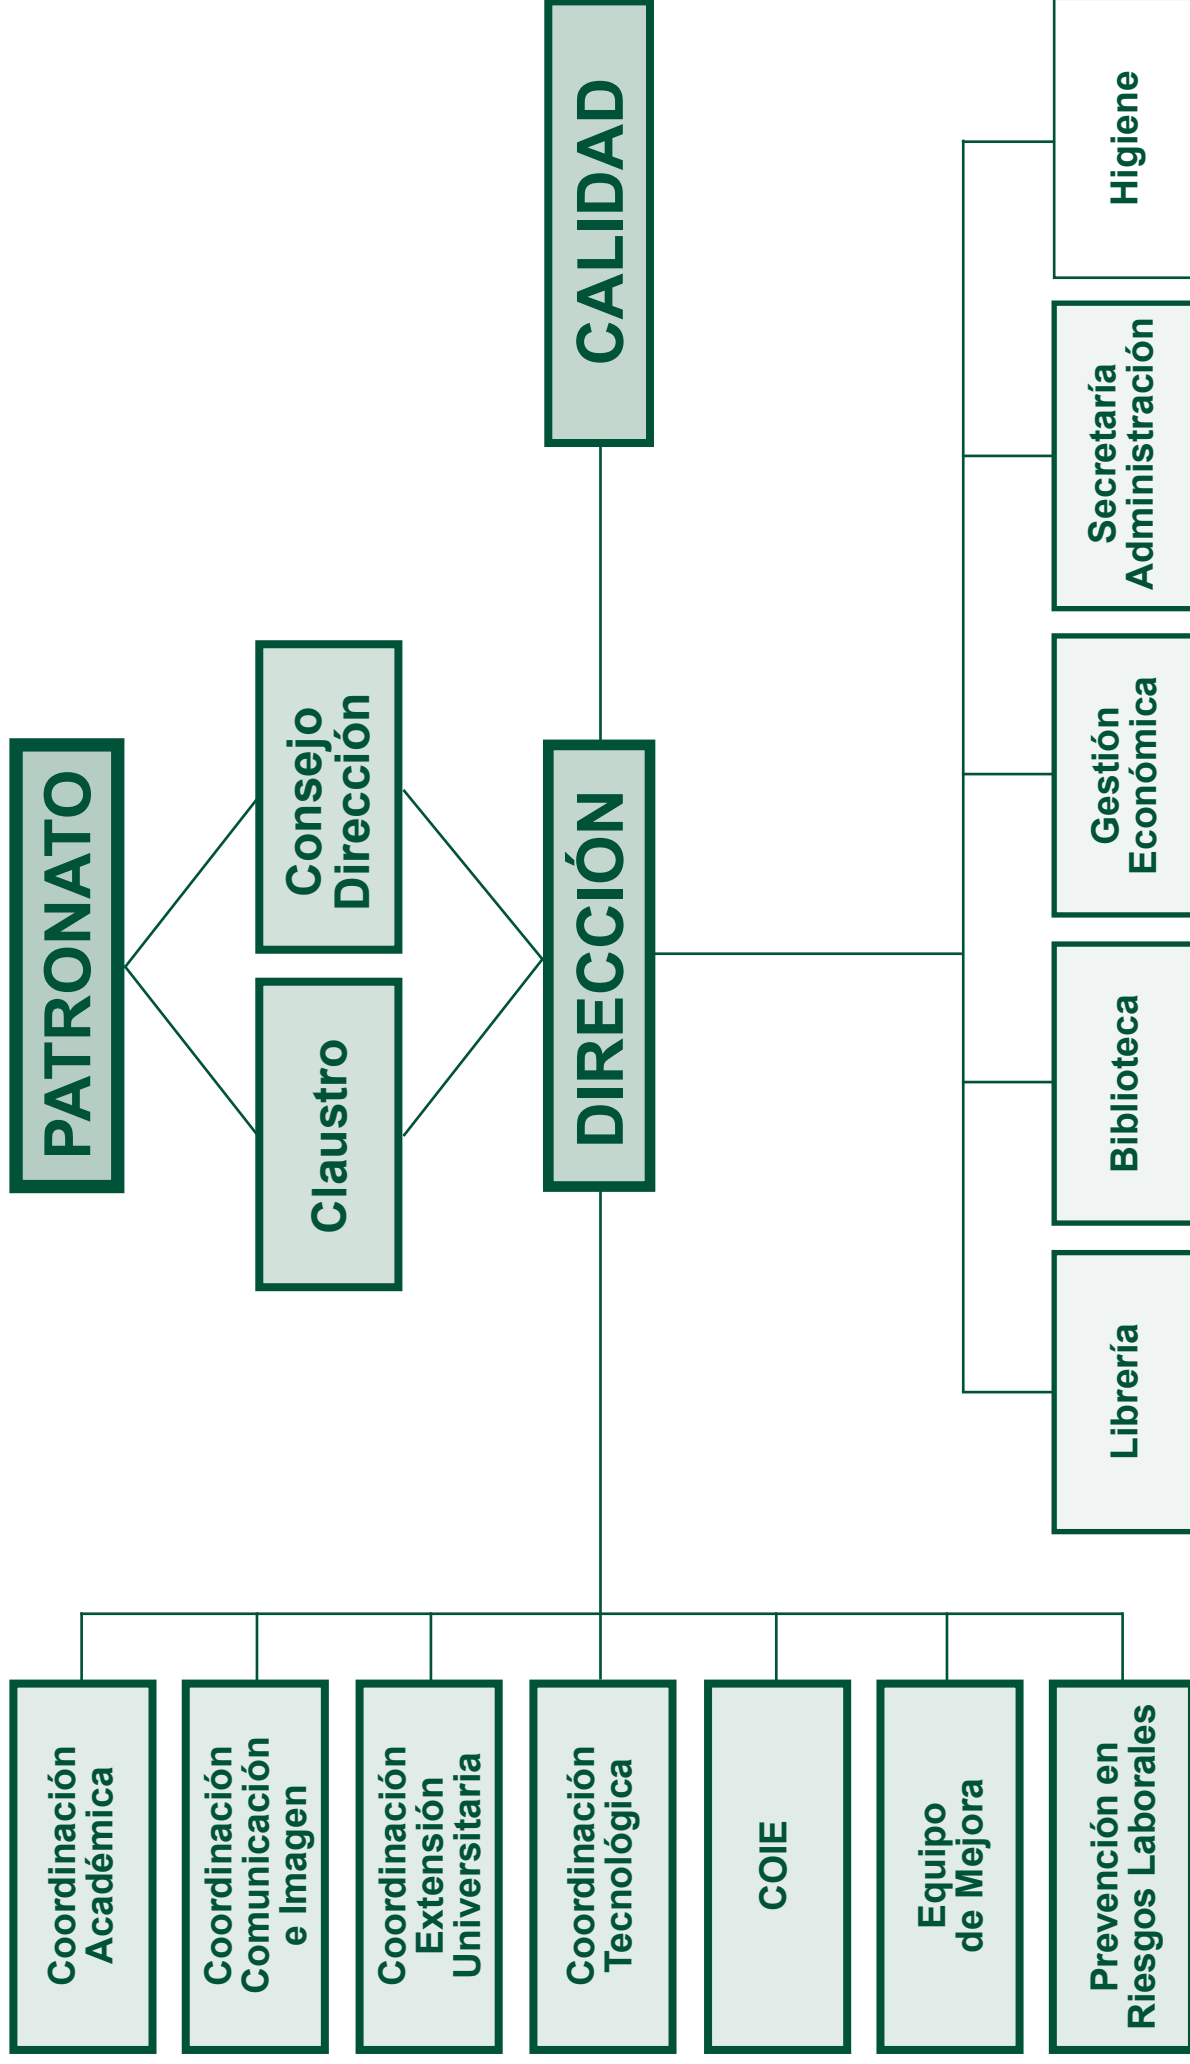 PATRONATO
Claustro
Consejo
Dirección
DIRECCIÓN
CALIDAD
Coordinación
Académica
Coordinación
Comunicación
e Imagen
Coordinación
Extensión
Universitaria
Coordinación
Tecnológica
COIE
Equipo
de Mejora
Prevención en
Riesgos Laborales
Librería
Biblioteca
Gestión
Económica
Secretaría
Administración
Higiene